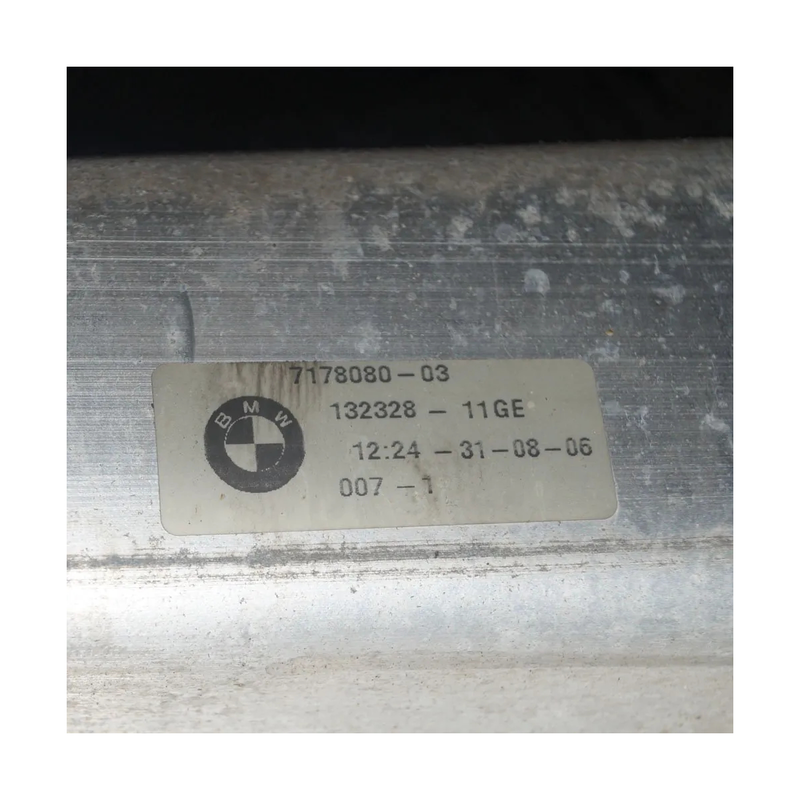 7178080-03
BMW
132328 - 11GE
12:24 - 31-08-06
007 - 1